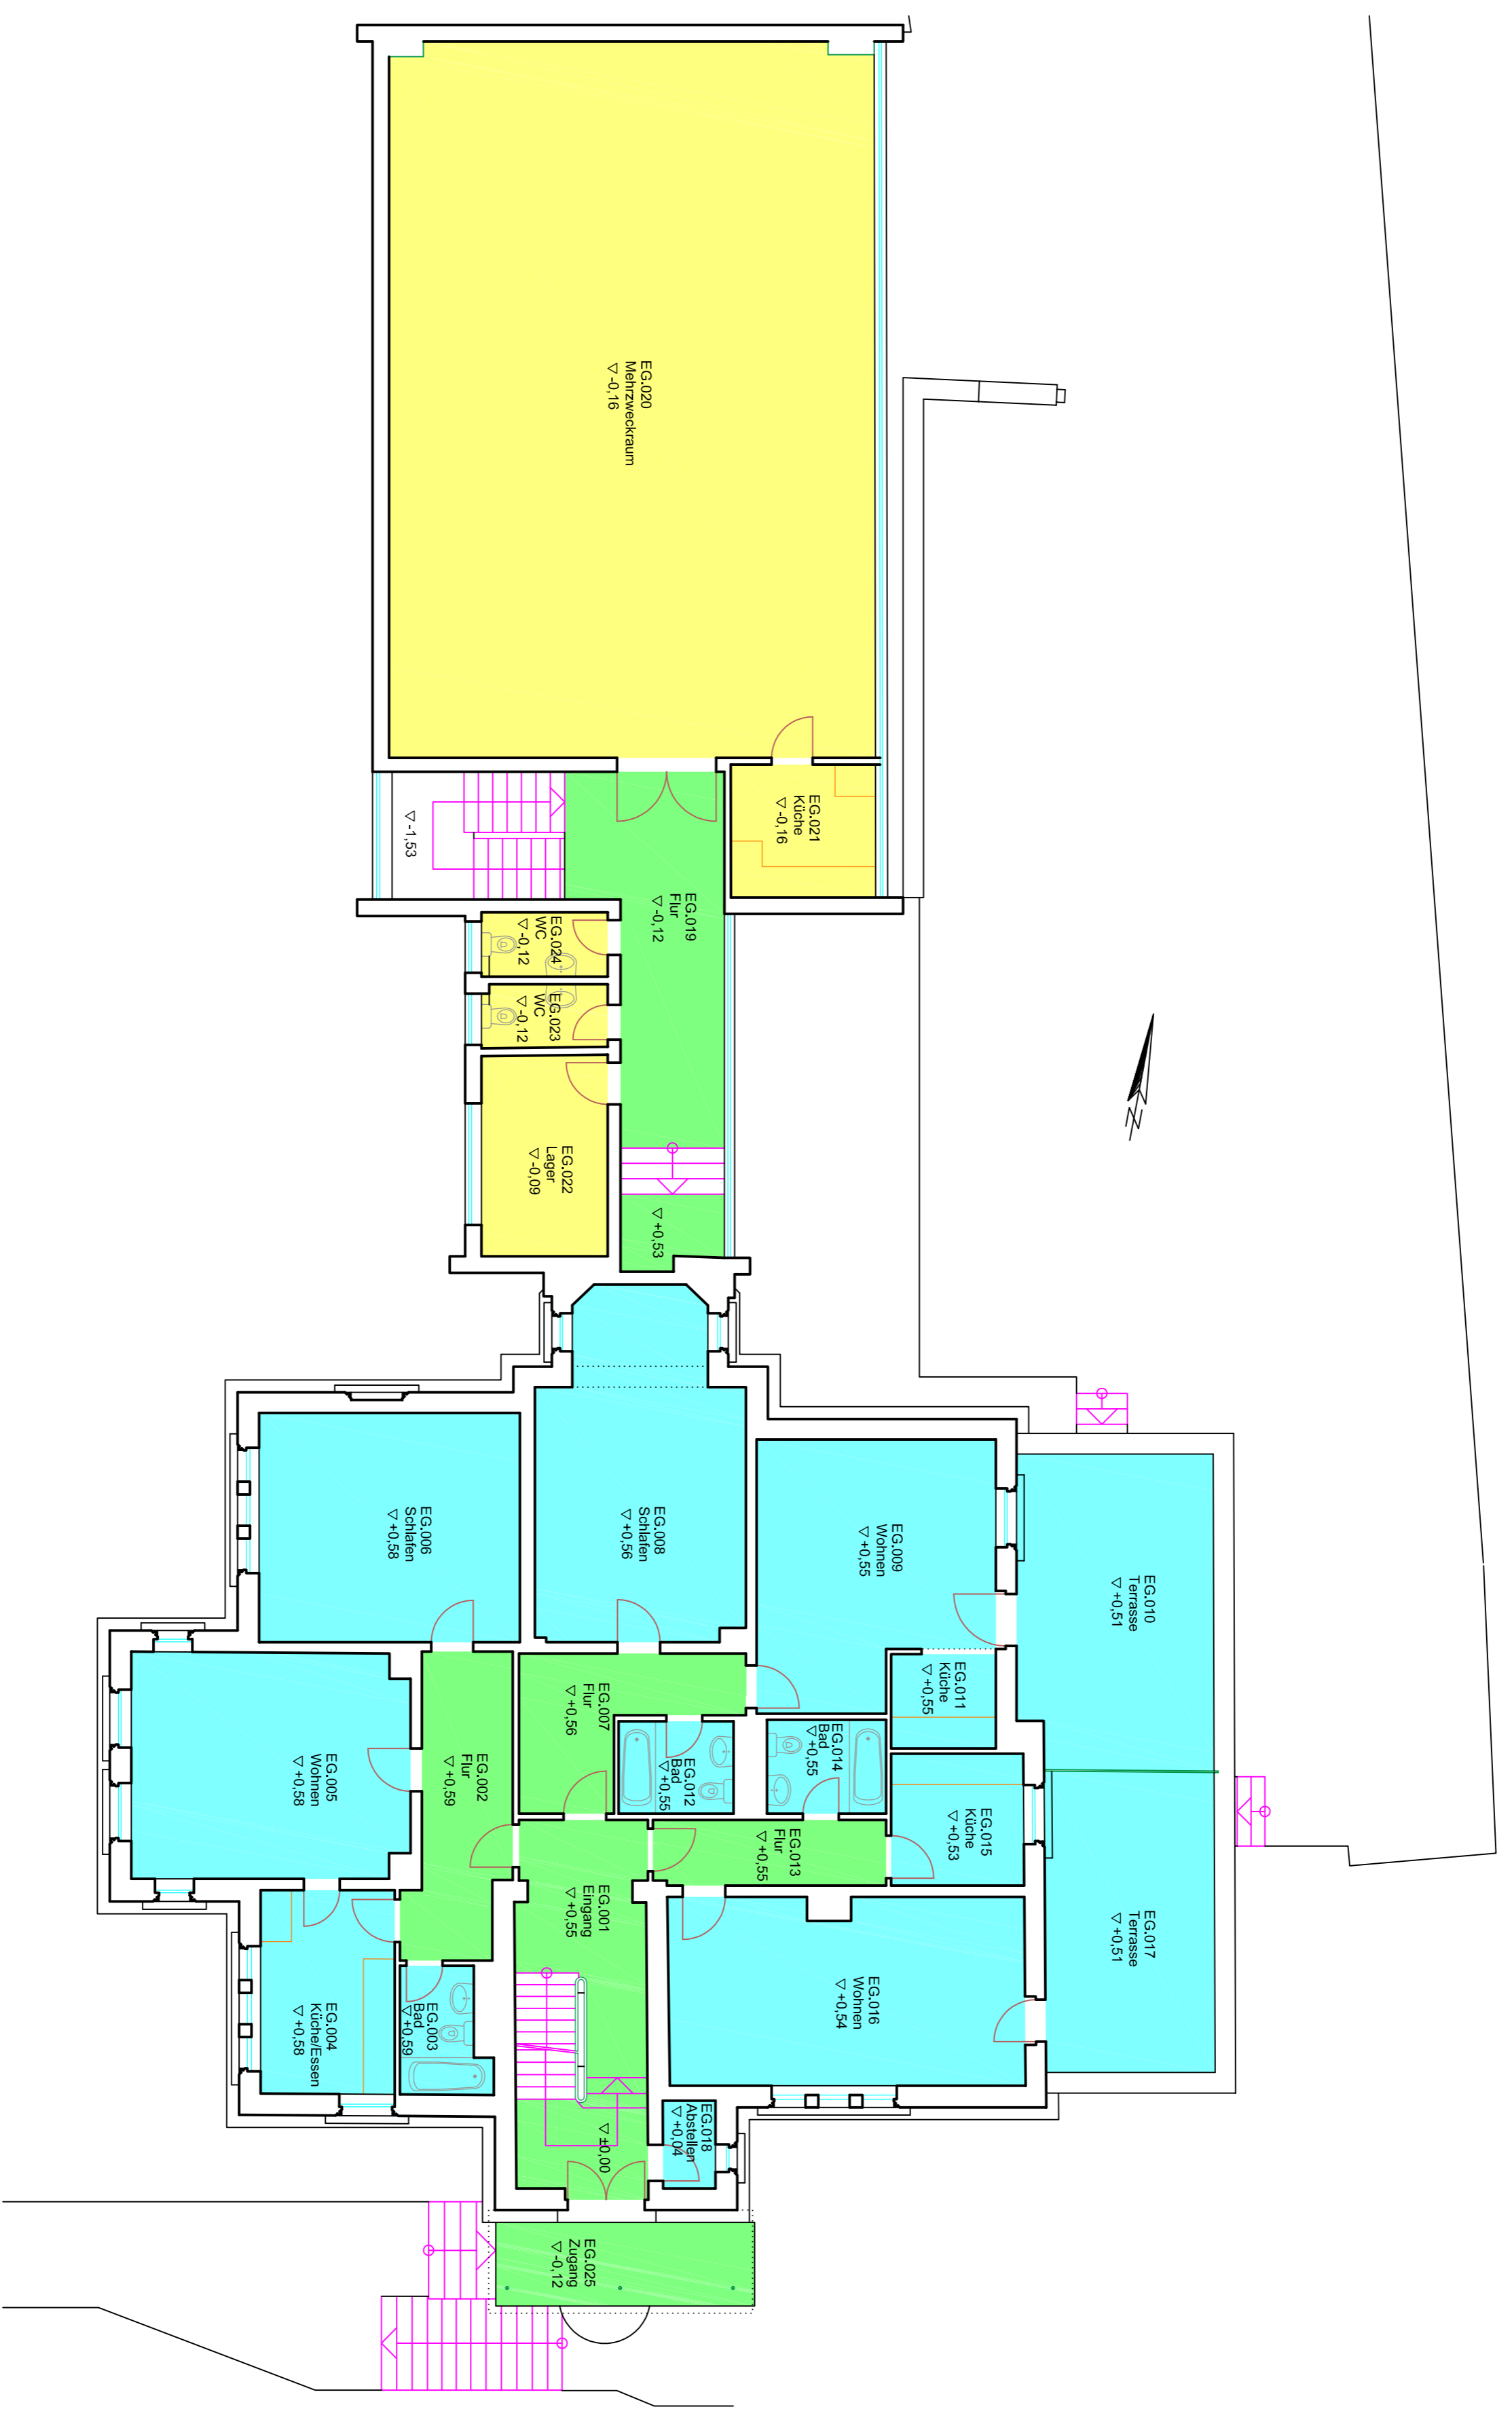 EG.020
Mehrzweckraum
▽ -0,16
EG.021
Küche
▽ -0,16
▽ -1,53
EG.019
Flur
▽ -0,12
EG.024
WC
▽ -0,12
EG.023
WC
▽ -0,12
EG.022
Lager
▽ -0,09
▽ +0,53
EG.006
Schlafen
▽ +0,58
EG.008
Schlafen
▽ +0,56
EG.009
Wohnen
▽ +0,55
EG.010
Terrasse
▽ +0,51
EG.011
Küche
▽ +0,55
EG.007
Flur
▽ +0,56
EG.005
Wohnen
▽ +0,58
EG.002
Flur
▽ +0,59
EG.012
Bad
▽ +0,55
EG.014
Bad
▽ +0,55
EG.015
Küche
▽ +0,53
EG.013
Flur
▽ +0,55
EG.001
Eingang
▽ +0,55
EG.017
Terrasse
▽ +0,51
EG.016
Wohnen
▽ +0,54
EG.004
Küche/Essen
▽ +0,58
EG.003
Bad
▽ +0,59
EG.018
Abstellen
▽ +0,04
▽ ±0,00
EG.025
Zugang
▽ -0,12
N